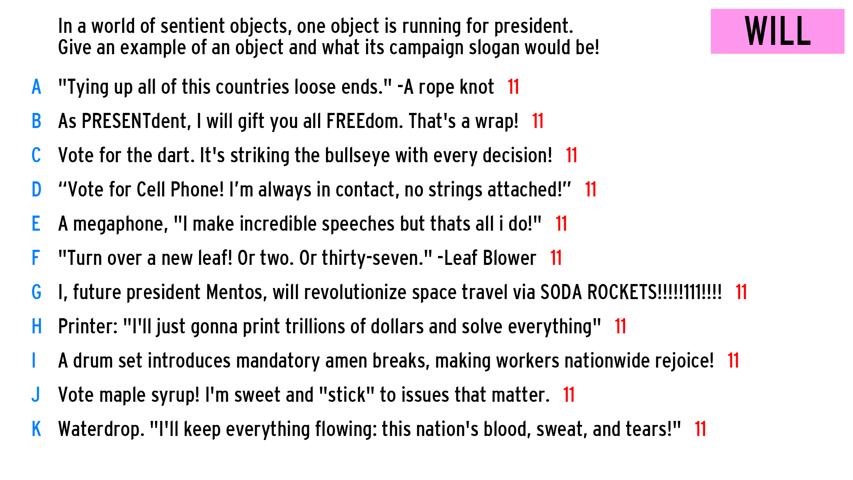 In a world of sentient objects, one object is running for president.
Give an example of an object and what its campaign slogan would be!
WILL
A "Tying up all of this countries loose ends." -A rope knot 11
B As PRESENTdent, I will gift you all FREEdom. That's a wrap! 11
C Vote for the dart. It's striking the bullseye with every decision! 11
D “Vote for Cell Phone! I’m always in contact, no strings attached!” 11
E A megaphone, "I make incredible speeches but thats all i do!" 11
F "Turn over a new leaf! Or two. Or thirty-seven." -Leaf Blower 11
G I, future president Mentos, will revolutionize space travel via SODA ROCKETS!!!!!111!!!! 11
H Printer: "I'll just gonna print trillions of dollars and solve everything" 11
I A drum set introduces mandatory amen breaks, making workers nationwide rejoice! 11
J Vote maple syrup! I'm sweet and "stick" to issues that matter. 11
K Waterdrop. "I'll keep everything flowing: this nation's blood, sweat, and tears!" 11